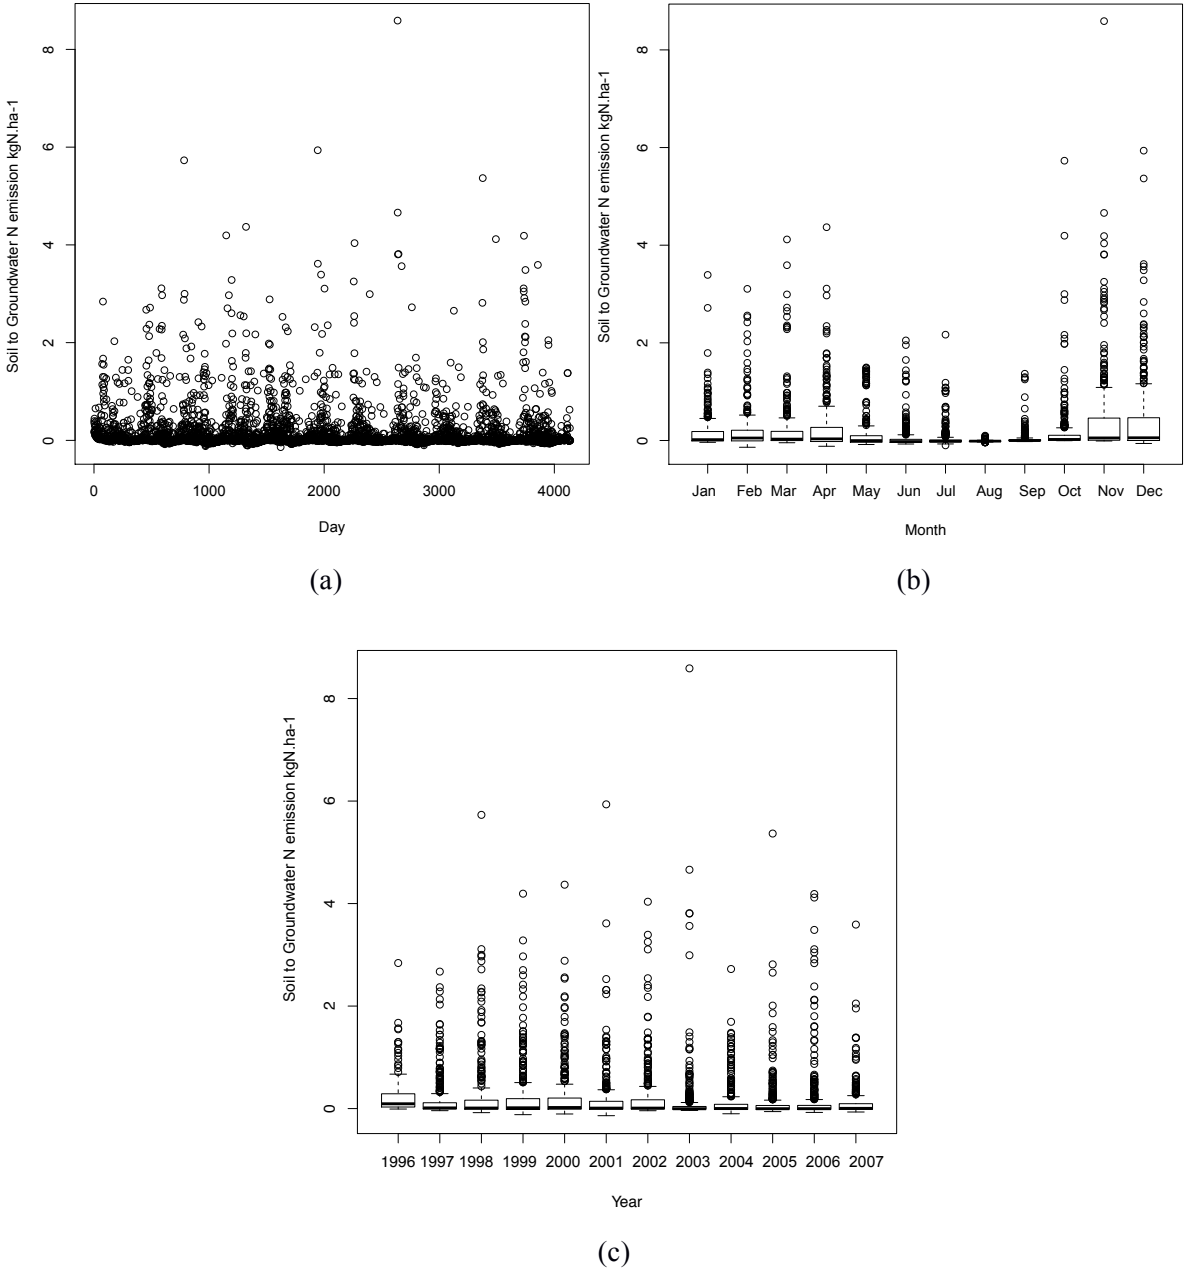 Soil to Groundwater N emission kgN.ha-1
8
6
4
2
0
0 1000 2000 3000 4000
Day
(a)
Soil to Groundwater N emission kgN.ha-1
8
6
4
2
0
Jan Feb Mar Apr May Jun Jul Aug Sep Oct Nov Dec
Month
(b)
Soil to Groundwater N emission kgN.ha-1
8
6
4
2
0
1996 1997 1998 1999 2000 2001 2002 2003 2004 2005 2006 2007
Year
(c)